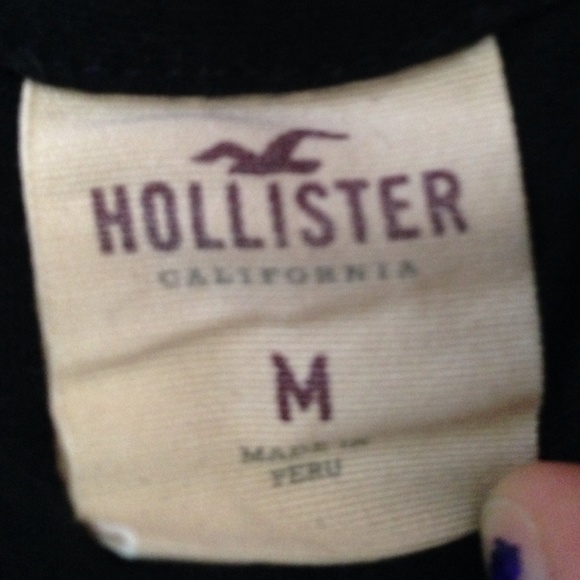 HOLLISTER
CALIFORNIA
M
MADE IN
PERU